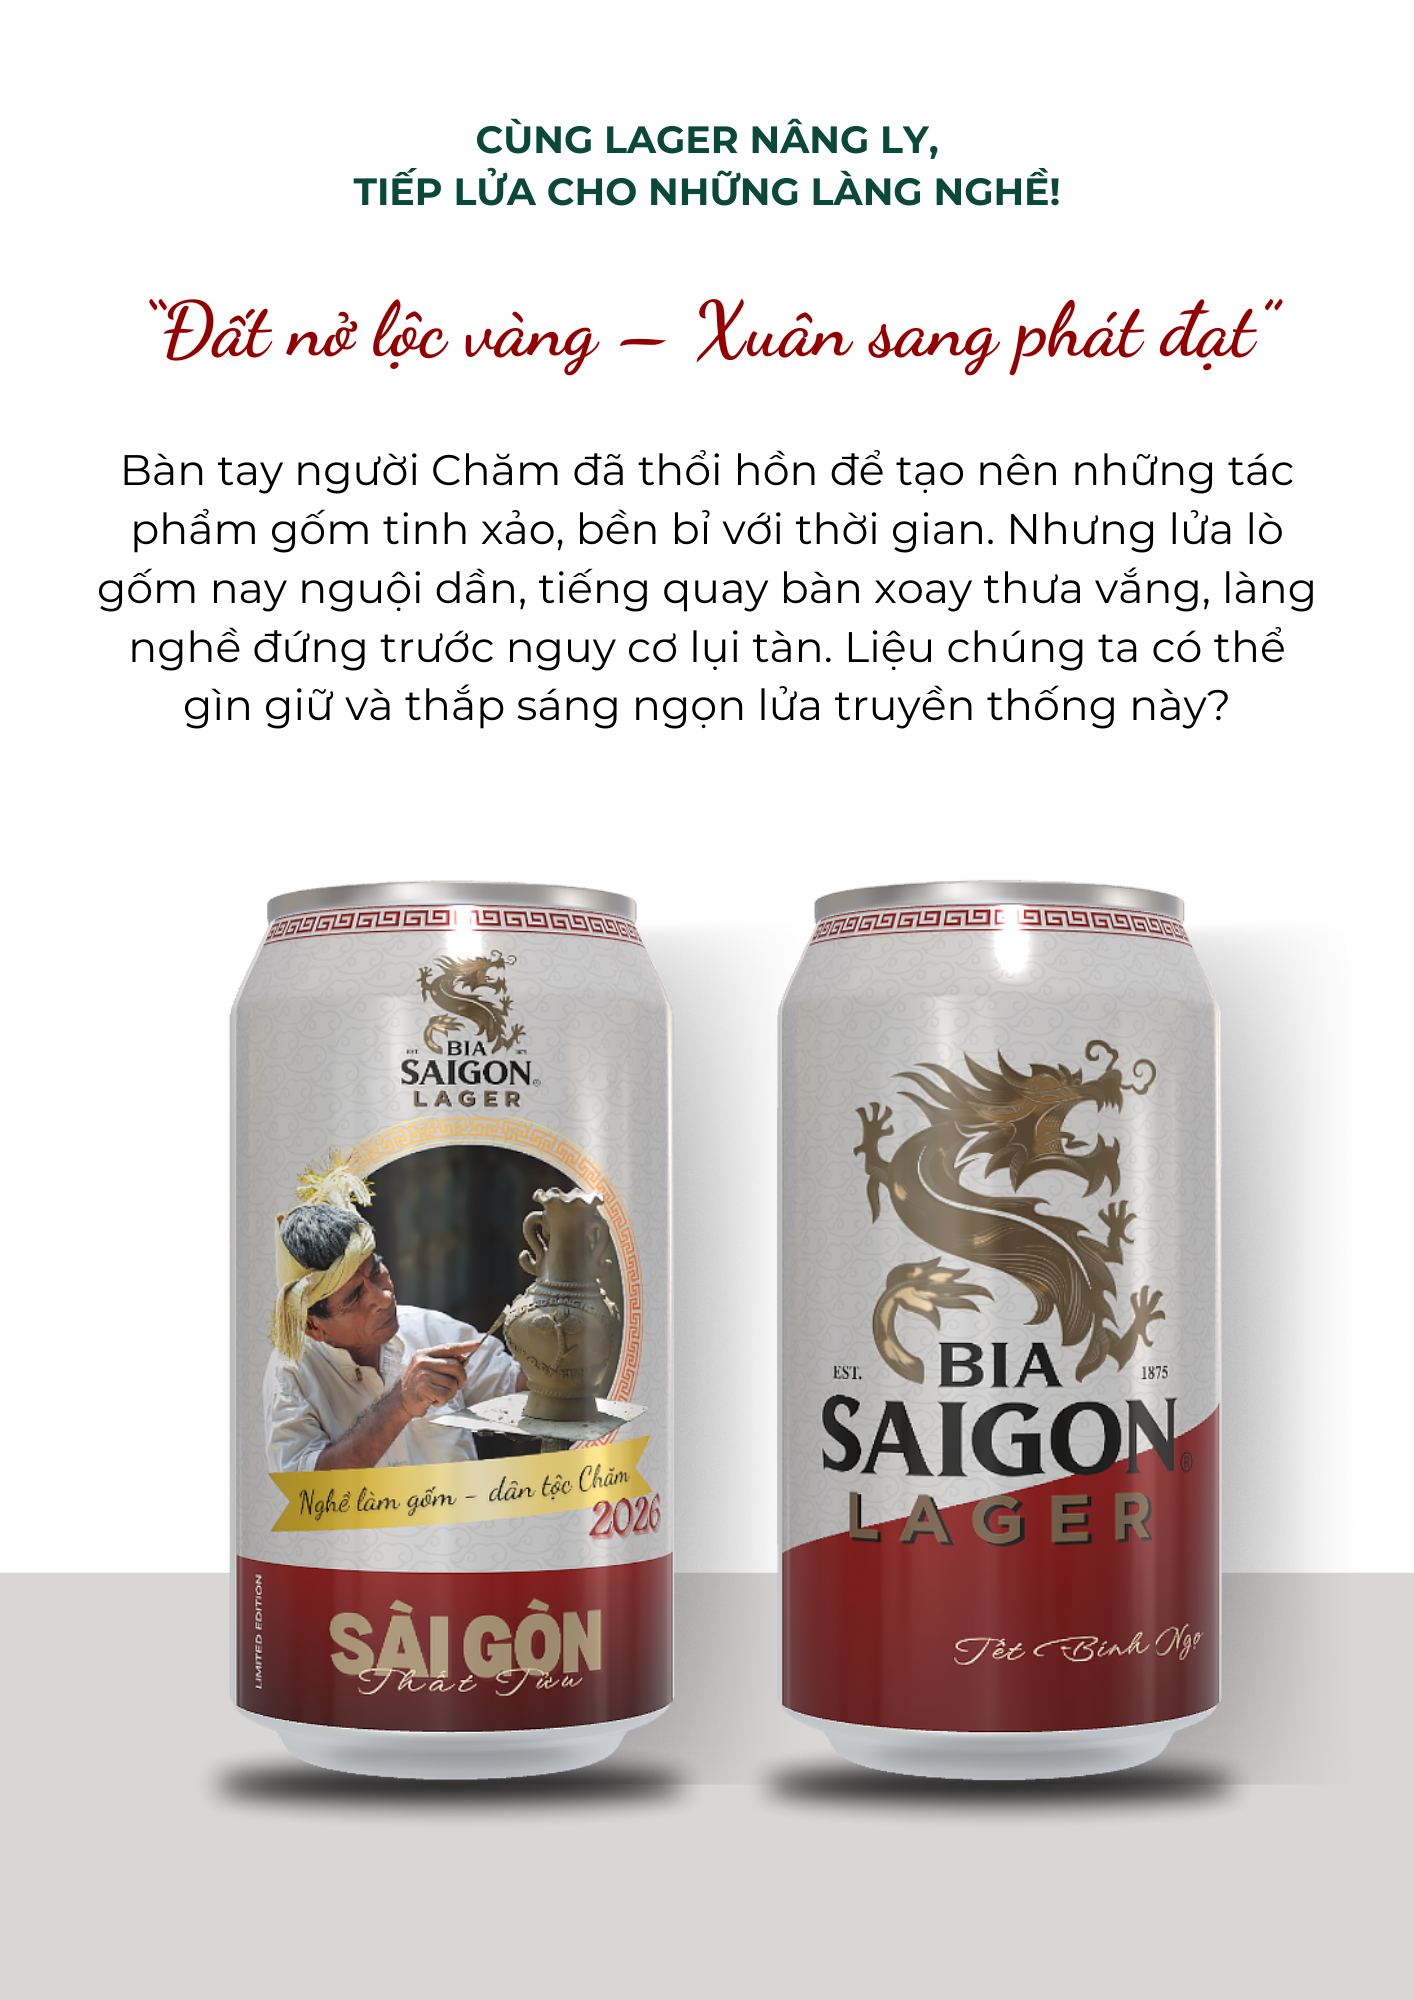 CÙNG LAGER NÂNG LY,
TIẾP LỬA CHO NHỮNG LÀNG NGHỀ!
“Đất nở lộc vàng – Xuân sang phát đạt”
Bàn tay người Chăm đã thổi hồn để tạo nên những tác
phẩm gốm tinh xảo, bền bỉ với thời gian. Nhưng lửa lò
gốm nay nguội dần, tiếng quay bàn xoay thưa vắng, làng
nghề đứng trước nguy cơ lụi tàn. Liệu chúng ta có thể
gìn giữ và thắp sáng ngọn lửa truyền thống này?
EST. BIA 1875
SAIGON®
LAGER
Nghề làm gốm – dân tộc Chăm
2026
LIMITED EDITION
SÀI GÒN
Thất Tửu
EST. BIA 1875
SAIGON®
LAGER
Tết Bính Ngọ